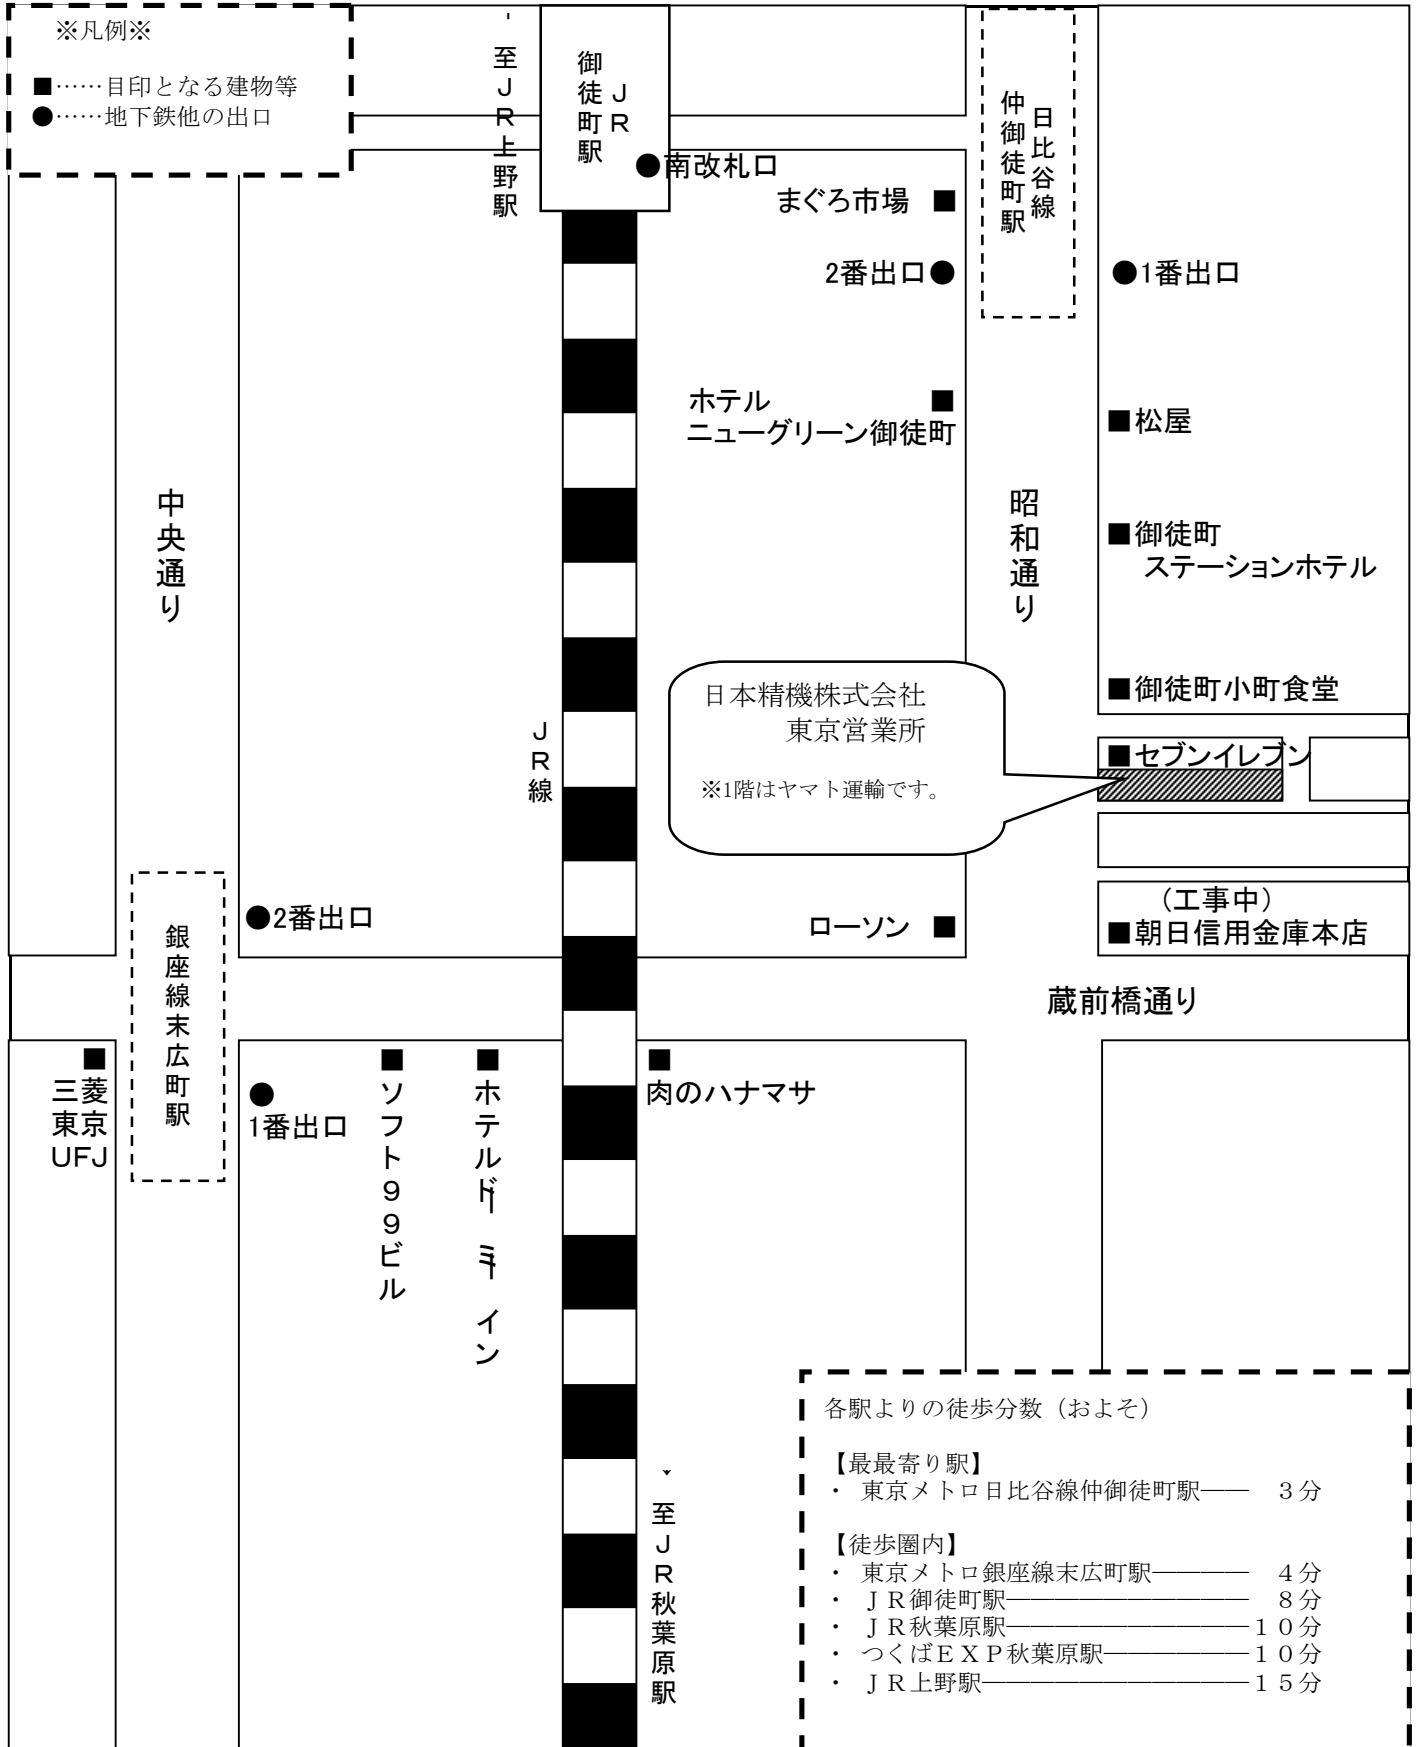 ※凡例※
■……目印となる建物等
●……地下鉄他の出口
至JR上野駅
JR
御徒町駅
●南改札口
日比谷線
仲御徒町駅
まぐろ市場 ■
2番出口●
●1番出口
ホテル ■
ニューグリーン御徒町
■松屋
中央通り
昭和通り
■御徒町
ステーションホテル
■御徒町小町食堂
日本精機株式会社
東京営業所
※1階はヤマト運輸です。
JR線
■セブンイレブン
銀座線末広町駅
●2番出口
ローソン ■
(工事中)
■朝日信用金庫本店
蔵前橋通り
■
三菱
東京
UFJ
●
1番出口
■
ソフト99ビル
■
ホテルドーミーイン
■
肉のハナマサ
至JR秋葉原駅
各駅よりの徒歩分数(およそ)
【最最寄り駅】
・ 東京メトロ日比谷線仲御徒町駅―― 3分
【徒歩圏内】
・ 東京メトロ銀座線末広町駅―――― 4分
・ JR御徒町駅―――――――――― 8分
・ JR秋葉原駅――――――――――10分
・ つくばEXP秋葉原駅――――――10分
・ JR上野駅―――――――――――15分